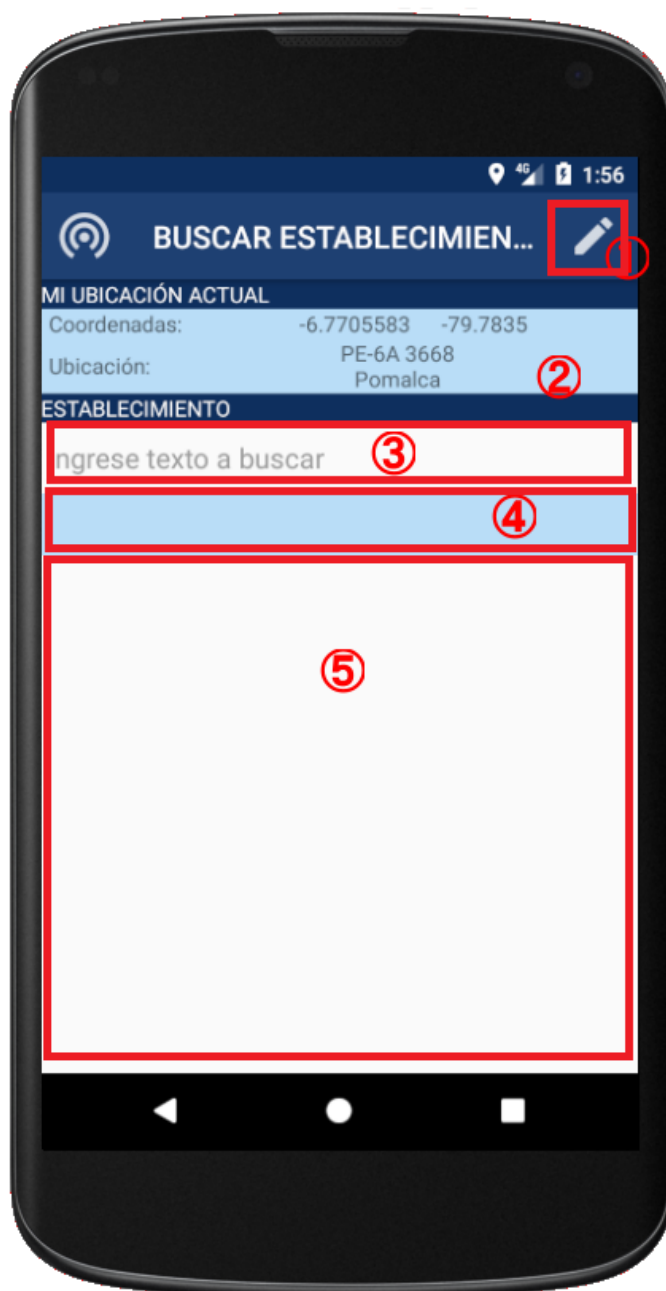 4G 1:56
BUSCAR ESTABLECIMIEN...
①
MI UBICACIÓN ACTUAL
Coordenadas: -6.7705583 -79.7835
Ubicación: PE-6A 3668
Pomalca
②
ESTABLECIMIENTO
ngrese texto a buscar ③
④
⑤